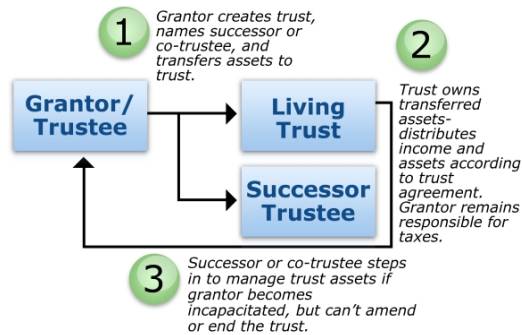 1
Grantor creates trust,
names successor or
co-trustee, and
transfers assets to
trust.
2
Grantor/
Trustee
Living
Trust
Trust owns
transferred
assets-
distributes
income and
assets according
to trust
agreement.
Grantor remains
responsible for
taxes.
Successor
Trustee
3
Successor or co-trustee steps
in to manage trust assets if
grantor becomes
incapacitated, but can't amend
or end the trust.